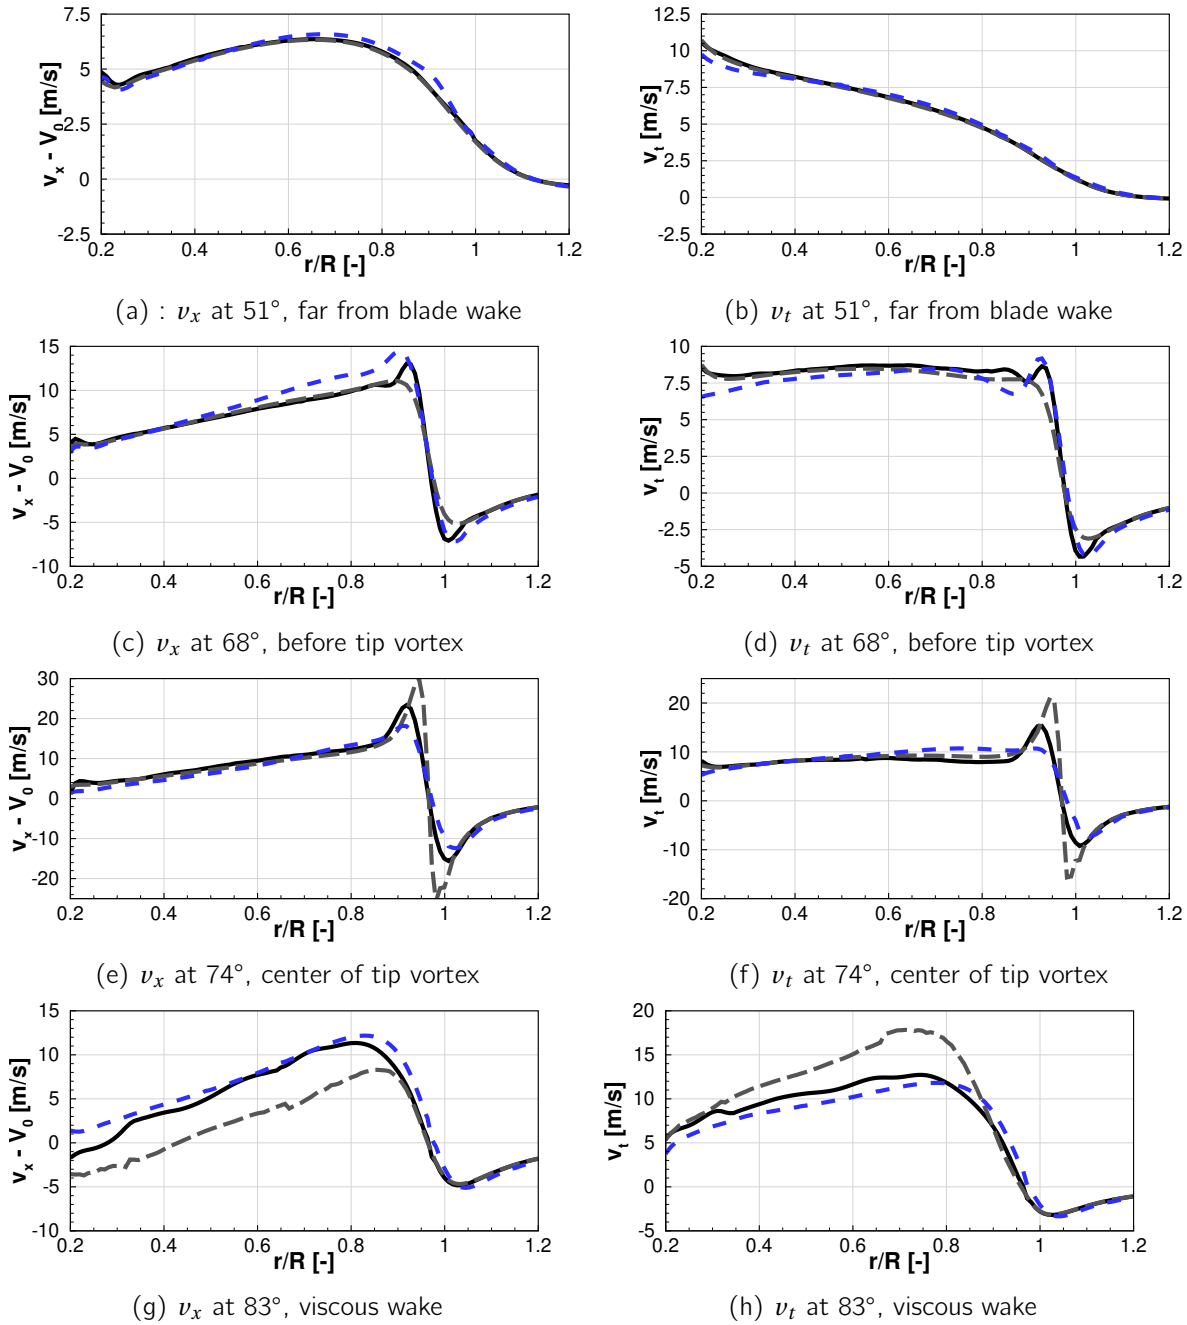 7.5
5
2.5
0
-2.5
v_x - V_0 [m/s]
0.2 0.4 0.6 0.8 1 1.2
r/R [-]
(a) : v_x at 51°, far from blade wake
12.5
10
7.5
5
2.5
0
-2.5
v_t [m/s]
0.2 0.4 0.6 0.8 1 1.2
r/R [-]
(b) v_t at 51°, far from blade wake
15
10
5
0
-5
-10
v_x - V_0 [m/s]
0.2 0.4 0.6 0.8 1 1.2
r/R [-]
(c) v_x at 68°, before tip vortex
10
7.5
5
2.5
0
-2.5
-5
v_t [m/s]
0.2 0.4 0.6 0.8 1 1.2
r/R [-]
(d) v_t at 68°, before tip vortex
30
20
10
0
-10
-20
v_x - V_0 [m/s]
0.2 0.4 0.6 0.8 1 1.2
r/R [-]
(e) v_x at 74°, center of tip vortex
20
10
0
-10
-20
v_t [m/s]
0.2 0.4 0.6 0.8 1 1.2
r/R [-]
(f) v_t at 74°, center of tip vortex
15
10
5
0
-5
-10
v_x - V_0 [m/s]
0.2 0.4 0.6 0.8 1 1.2
r/R [-]
(g) v_x at 83°, viscous wake
20
15
10
5
0
-5
v_t [m/s]
0.2 0.4 0.6 0.8 1 1.2
r/R [-]
(h) v_t at 83°, viscous wake